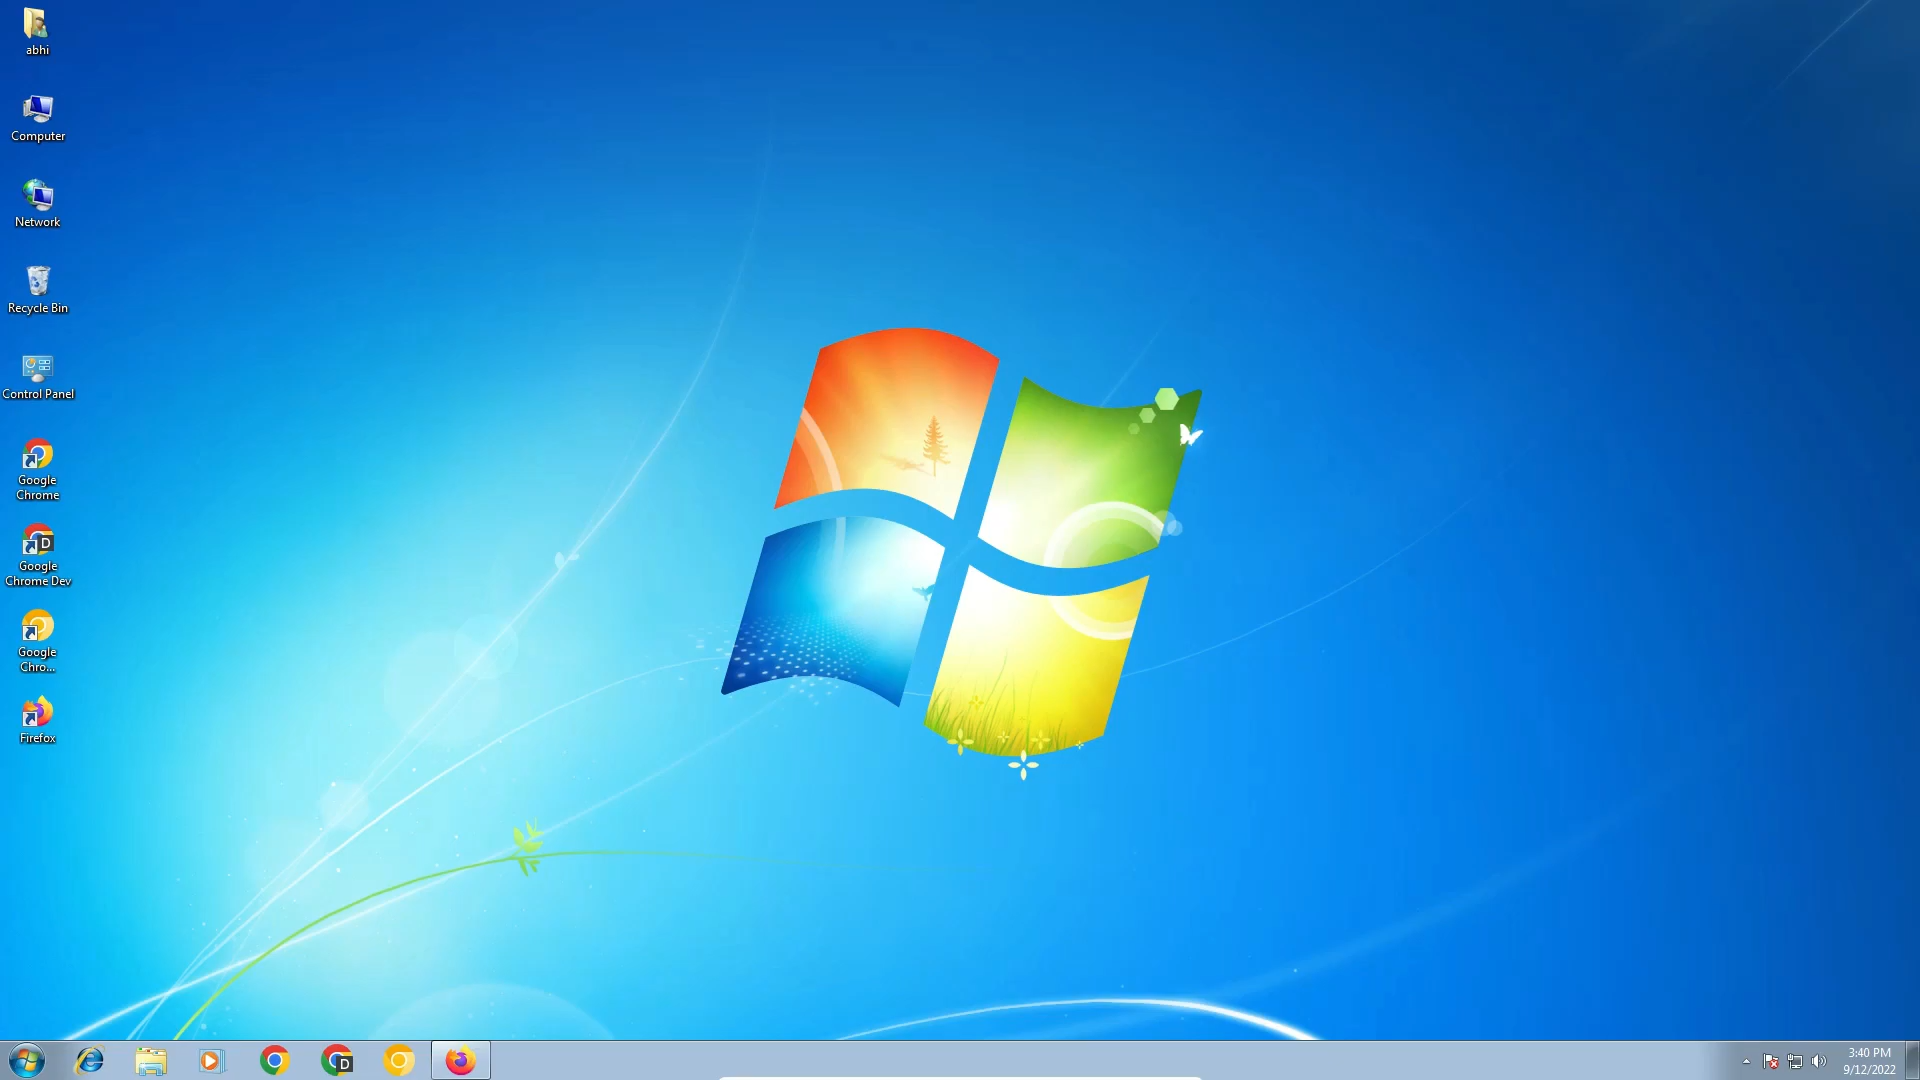 abhi
Computer
Network
Recycle Bin
Control Panel
Google
Chrome
D
Google
Chrome Dev
Google
Chro...
Firefox
D
3:40 PM
9/12/2022